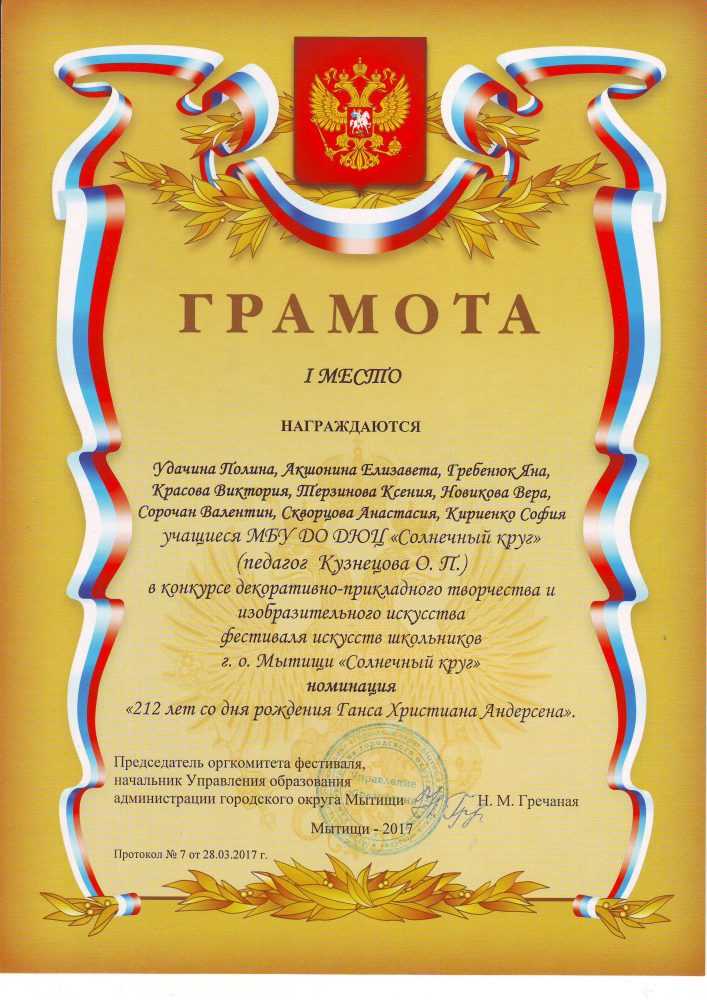 ГРАМОТА
I МЕСТО
НАГРАЖДАЮТСЯ
Удачина Полина, Акшонина Елизавета, Гребенюк Яна,
Красова Виктория, Терзинова Ксения, Новикова Вера,
Сорочан Валентин, Скворцова Анастасия, Кириенко София
учащиеся МБУ ДО ДЮЦ «Солнечный круг»
(педагог Кузнецова О. П.)
в конкурсе декоративно-прикладного творчества и
изобразительного искусства
фестиваля искусств школьников
г. о. Мытищи «Солнечный круг»
номинация
«212 лет со дня рождения Ганса Христиана Андерсена».
Председатель оргкомитета фестиваля,
начальник Управления образования
администрации городского округа Мытищи Н. М. Гречаная
Управление
образования
Мытищи - 2017
Протокол № 7 от 28.03.2017 г.